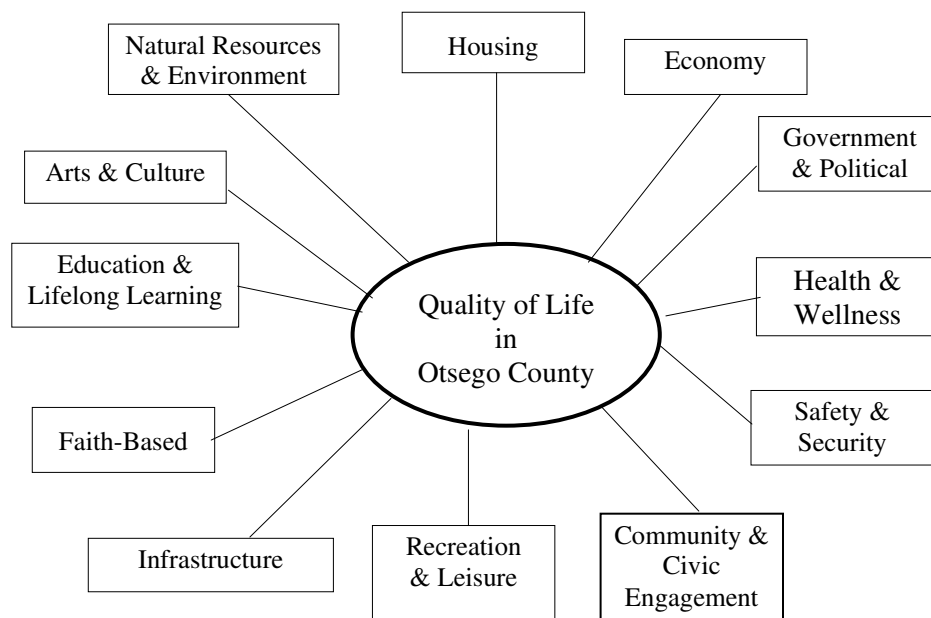 Natural Resources
& Environment
Housing
Economy
Government
& Political
Arts & Culture
Education &
Lifelong Learning
Quality of Life
in
Otsego County
Health &
Wellness
Safety &
Security
Faith-Based
Infrastructure
Recreation
& Leisure
Community &
Civic
Engagement